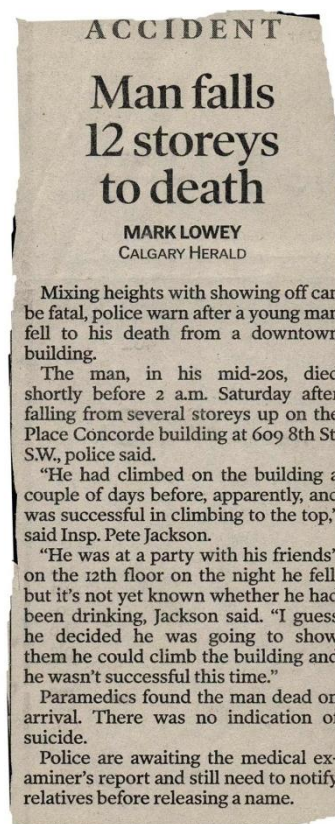 ACCIDENT
Man falls
12 storeys
to death
MARK LOWEY
CALGARY HERALD
Mixing heights with showing off can
be fatal, police warn after a young man
fell to his death from a downtown
building.
The man, in his mid-20s, died
shortly before 2 a.m. Saturday after
falling from several storeys up on the
Place Concorde building at 609 8th St
S.W., police said.
“He had climbed on the building a
couple of days before, apparently, and
was successful in climbing to the top,”
said Insp. Pete Jackson.
“He was at a party with his friends”
on the 12th floor on the night he fell
but it’s not yet known whether he had
been drinking, Jackson said. “I guess
he decided he was going to show
them he could climb the building and
he wasn’t successful this time.”
Paramedics found the man dead on
arrival. There was no indication of
suicide.
Police are awaiting the medical ex-
aminer’s report and still need to notify
relatives before releasing a name.